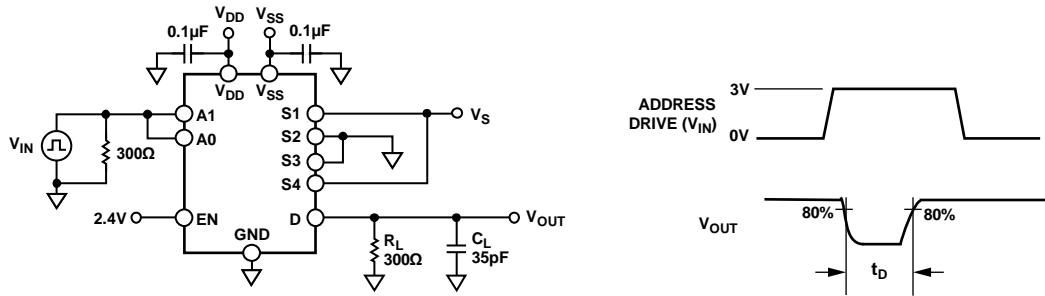 VDD VSS
0.1µF 0.1µF
VDD VSS
A1 S1 VS
A0 S2
VIN 300Ω S3
S4
2.4V EN D VOUT
GND
RL
300Ω
CL
35pF
ADDRESS
DRIVE (VIN)
3V
0V
VOUT
80% 80%
tD